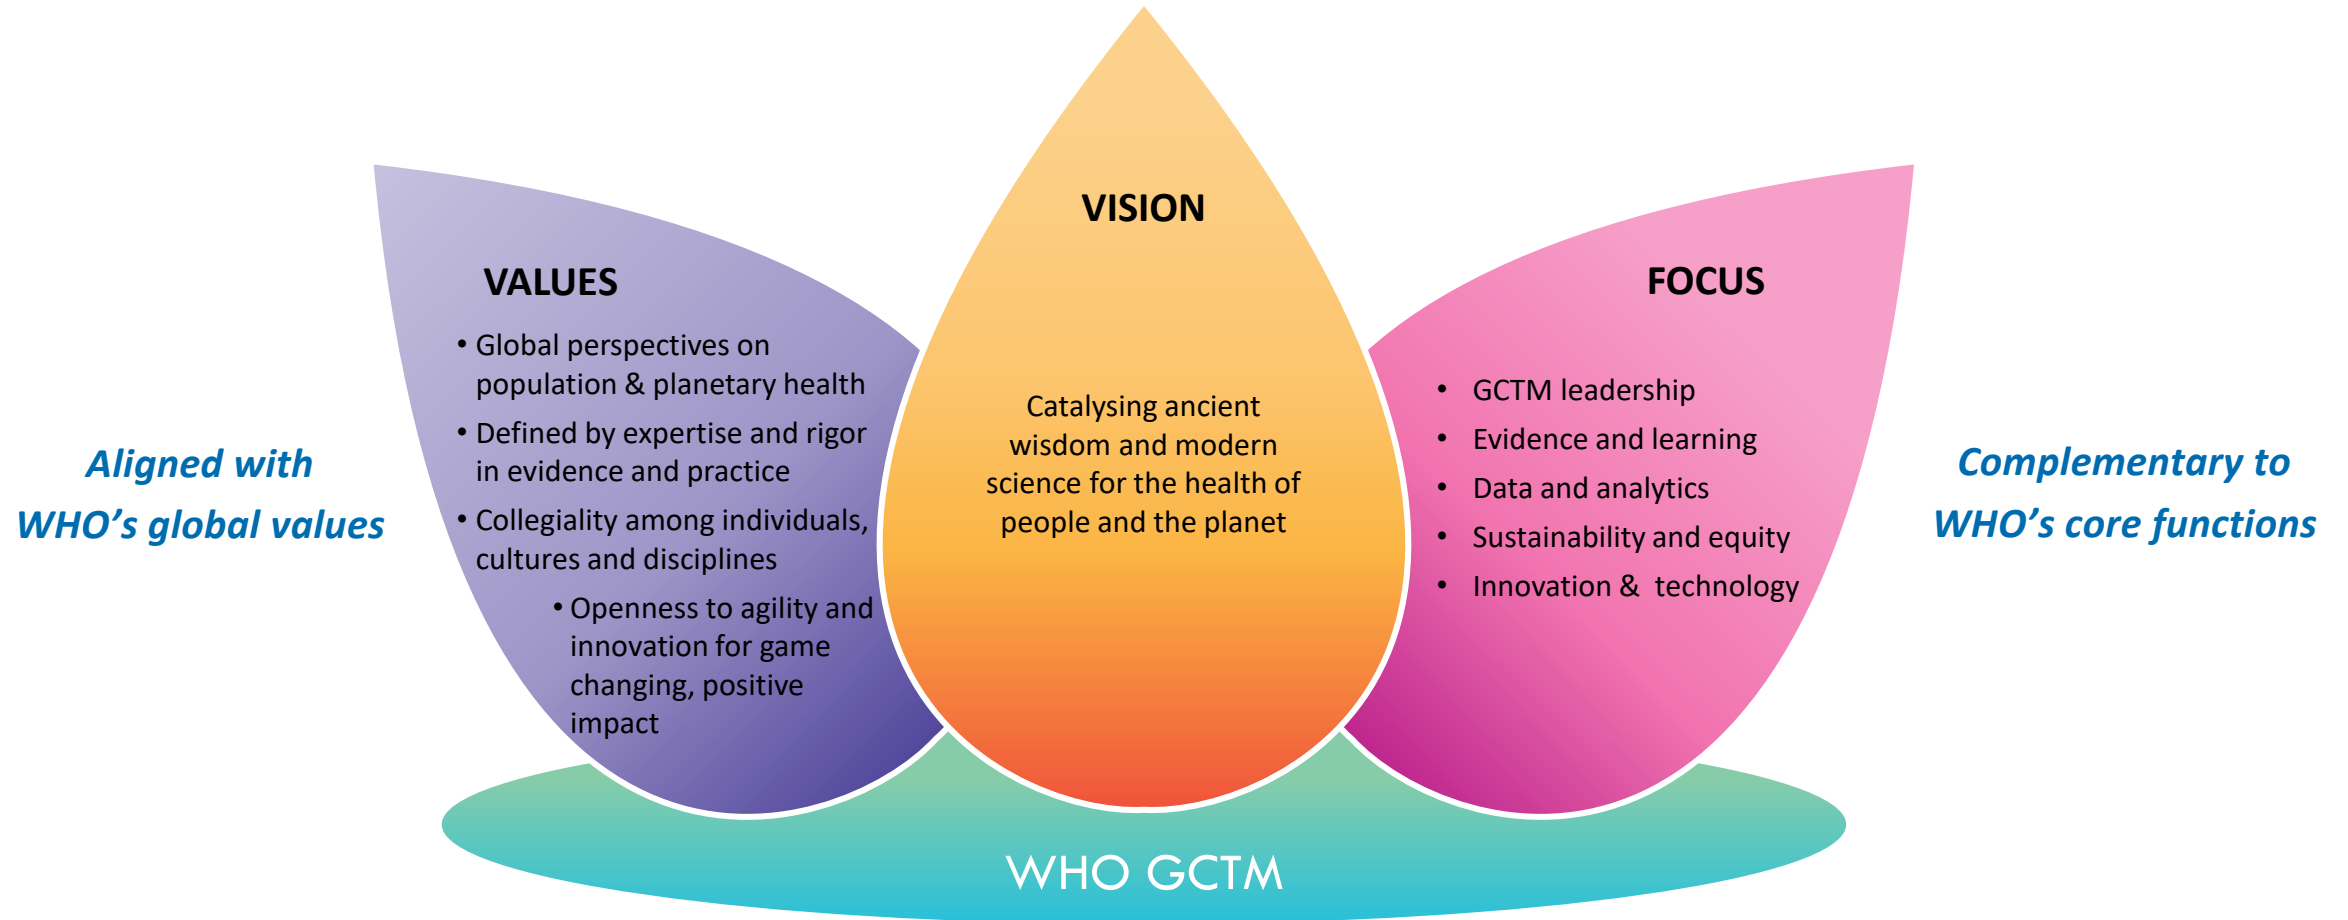 Aligned with
WHO’s global values
VALUES
• Global perspectives on
population & planetary health
• Defined by expertise and rigor
in evidence and practice
• Collegiality among individuals,
cultures and disciplines
• Openness to agility and
innovation for game
changing, positive
impact
VISION
Catalysing ancient
wisdom and modern
science for the health of
people and the planet
FOCUS
• GCTM leadership
• Evidence and learning
• Data and analytics
• Sustainability and equity
• Innovation & technology
Complementary to
WHO’s core functions
WHO GCTM